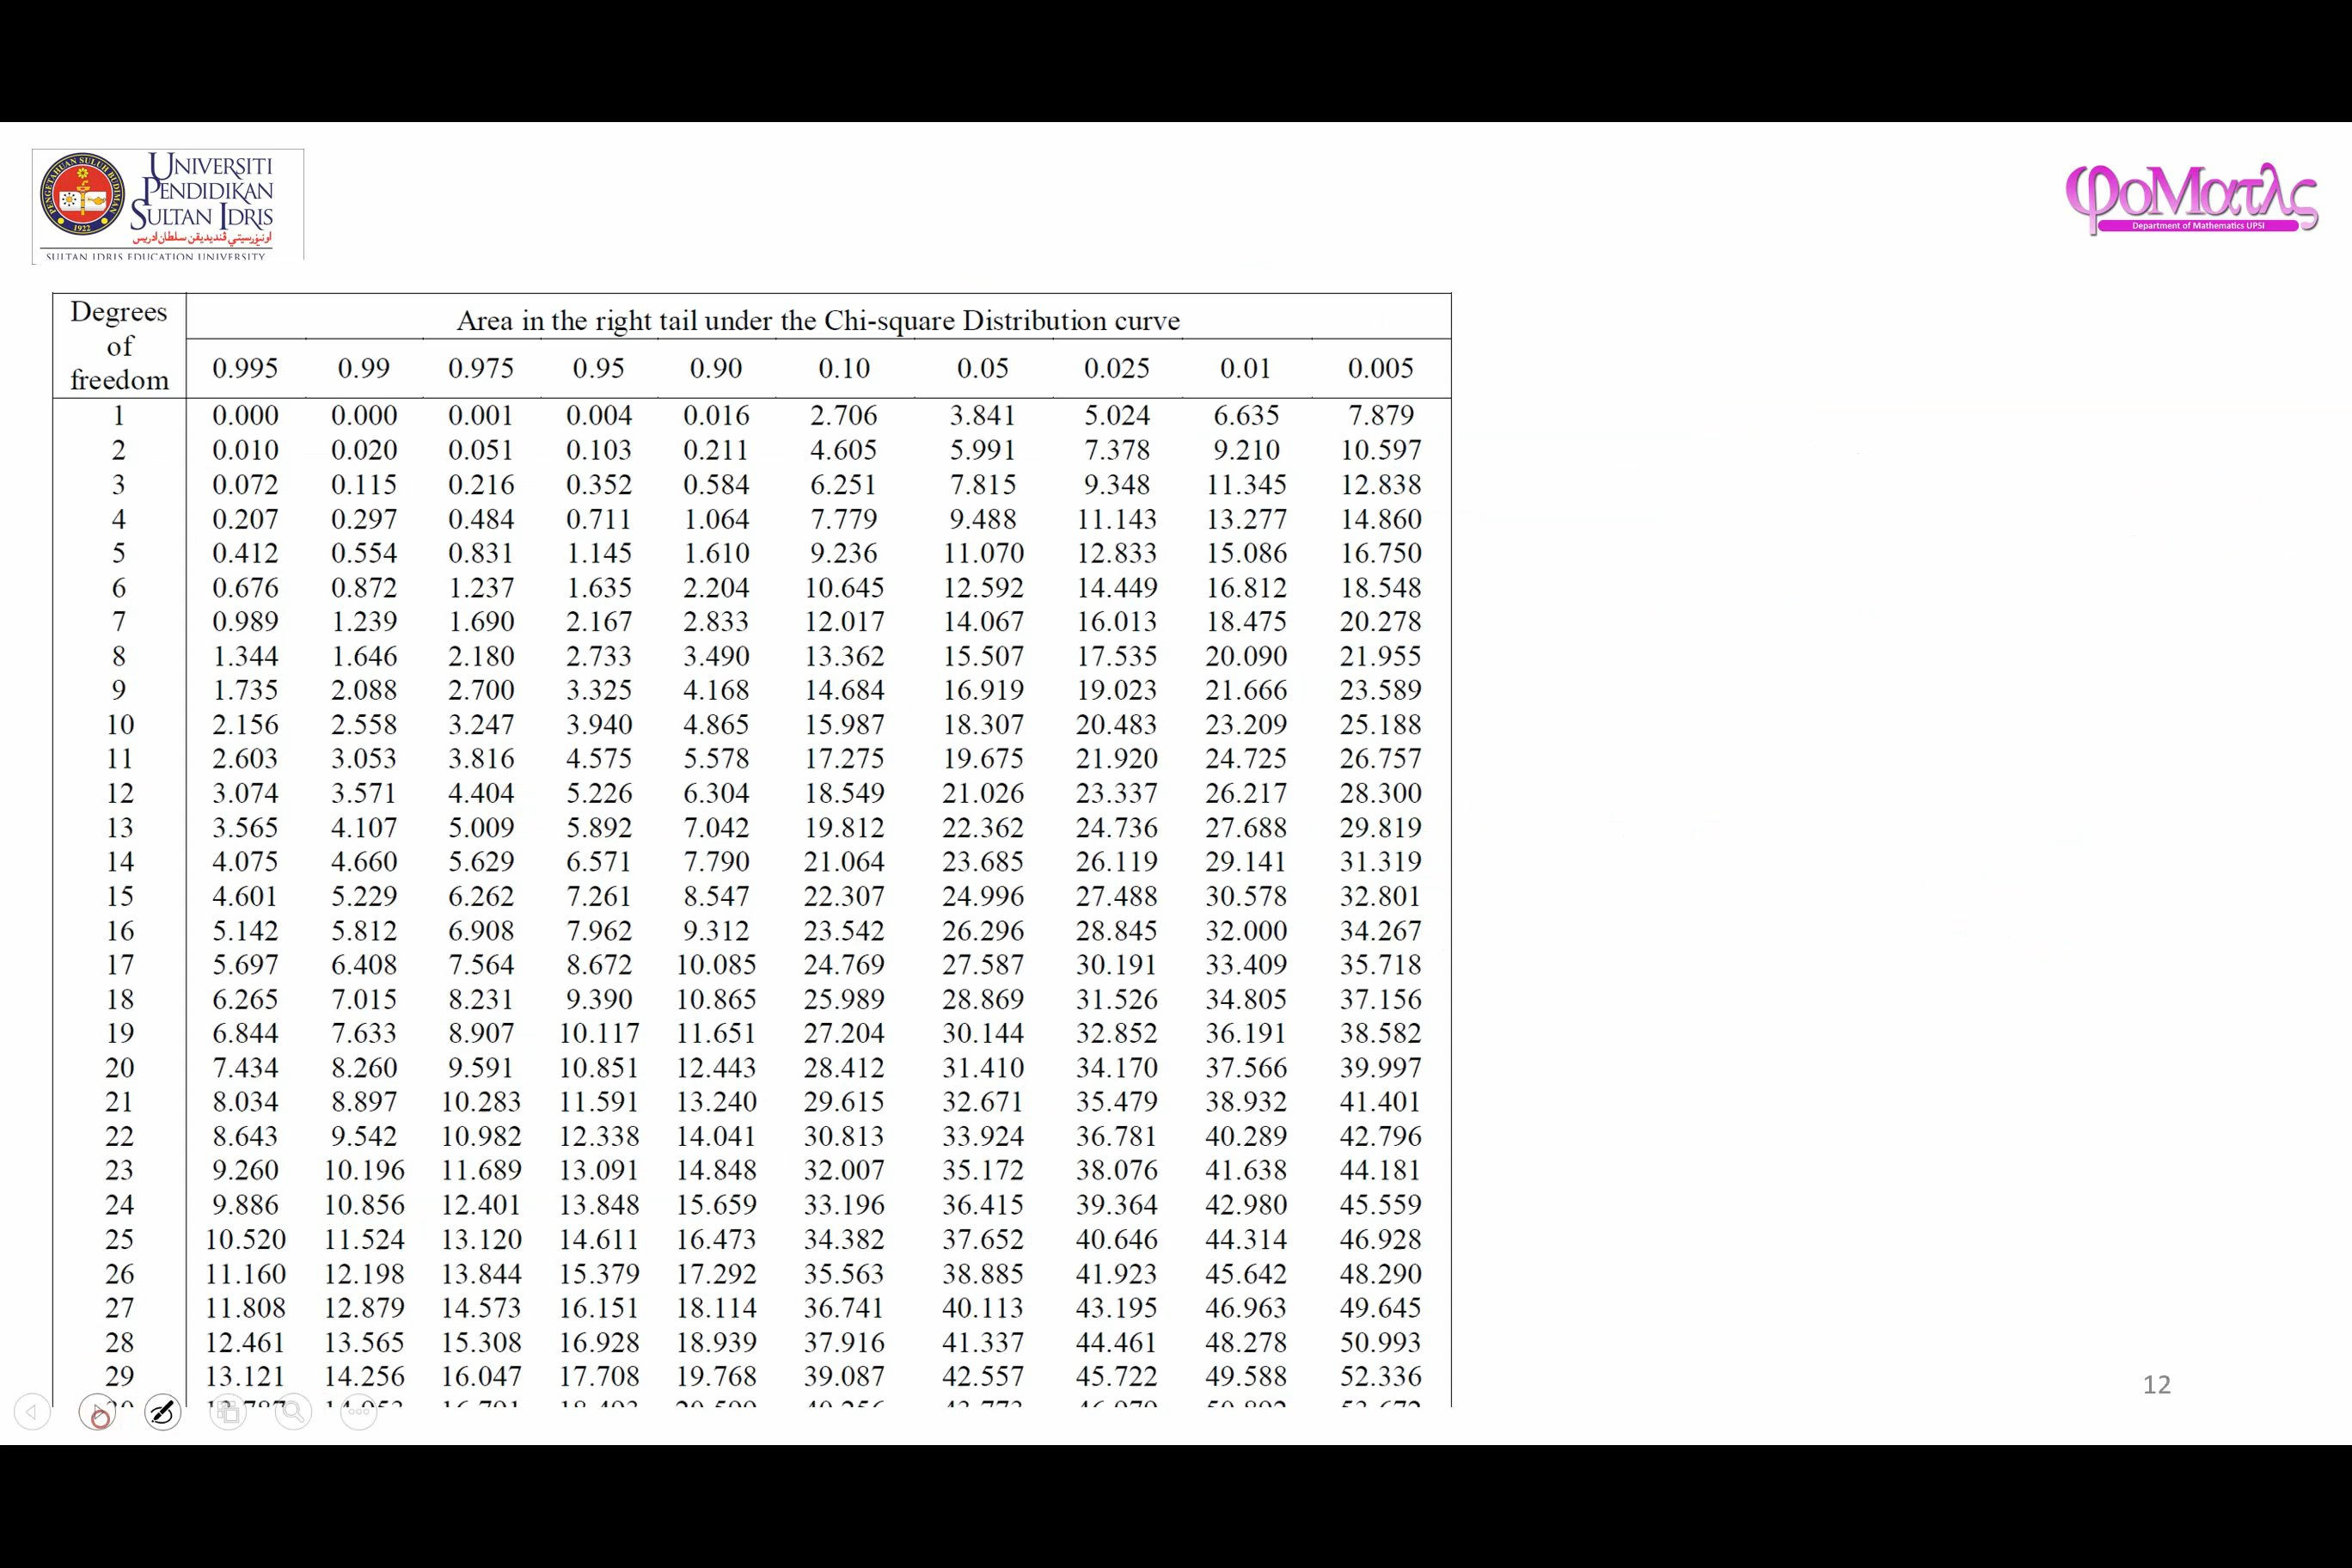 UNIVERSITI
PENDIDIKAN
SULTAN IDRIS
اونيۏرسيتي ڤنديديقن سلطان ادريس
SULTAN IDRIS EDUCATION UNIVERSITY
PENGETAHUAN SULUH BUDIMAN
1922
φοΜατλς
Department of Mathematics UPSI
Degrees of freedom
Area in the right tail under the Chi-square Distribution curve
0.995 0.99 0.975 0.95 0.90 0.10 0.05 0.025 0.01 0.005
1 0.000 0.000 0.001 0.004 0.016 2.706 3.841 5.024 6.635 7.879
2 0.010 0.020 0.051 0.103 0.211 4.605 5.991 7.378 9.210 10.597
3 0.072 0.115 0.216 0.352 0.584 6.251 7.815 9.348 11.345 12.838
4 0.207 0.297 0.484 0.711 1.064 7.779 9.488 11.143 13.277 14.860
5 0.412 0.554 0.831 1.145 1.610 9.236 11.070 12.833 15.086 16.750
6 0.676 0.872 1.237 1.635 2.204 10.645 12.592 14.449 16.812 18.548
7 0.989 1.239 1.690 2.167 2.833 12.017 14.067 16.013 18.475 20.278
8 1.344 1.646 2.180 2.733 3.490 13.362 15.507 17.535 20.090 21.955
9 1.735 2.088 2.700 3.325 4.168 14.684 16.919 19.023 21.666 23.589
10 2.156 2.558 3.247 3.940 4.865 15.987 18.307 20.483 23.209 25.188
11 2.603 3.053 3.816 4.575 5.578 17.275 19.675 21.920 24.725 26.757
12 3.074 3.571 4.404 5.226 6.304 18.549 21.026 23.337 26.217 28.300
13 3.565 4.107 5.009 5.892 7.042 19.812 22.362 24.736 27.688 29.819
14 4.075 4.660 5.629 6.571 7.790 21.064 23.685 26.119 29.141 31.319
15 4.601 5.229 6.262 7.261 8.547 22.307 24.996 27.488 30.578 32.801
16 5.142 5.812 6.908 7.962 9.312 23.542 26.296 28.845 32.000 34.267
17 5.697 6.408 7.564 8.672 10.085 24.769 27.587 30.191 33.409 35.718
18 6.265 7.015 8.231 9.390 10.865 25.989 28.869 31.526 34.805 37.156
19 6.844 7.633 8.907 10.117 11.651 27.204 30.144 32.852 36.191 38.582
20 7.434 8.260 9.591 10.851 12.443 28.412 31.410 34.170 37.566 39.997
21 8.034 8.897 10.283 11.591 13.240 29.615 32.671 35.479 38.932 41.401
22 8.643 9.542 10.982 12.338 14.041 30.813 33.924 36.781 40.289 42.796
23 9.260 10.196 11.689 13.091 14.848 32.007 35.172 38.076 41.638 44.181
24 9.886 10.856 12.401 13.848 15.659 33.196 36.415 39.364 42.980 45.559
25 10.520 11.524 13.120 14.611 16.473 34.382 37.652 40.646 44.314 46.928
26 11.160 12.198 13.844 15.379 17.292 35.563 38.885 41.923 45.642 48.290
27 11.808 12.879 14.573 16.151 18.114 36.741 40.113 43.195 46.963 49.645
28 12.461 13.565 15.308 16.928 18.939 37.916 41.337 44.461 48.278 50.993
29 13.121 14.256 16.047 17.708 19.768 39.087 42.557 45.722 49.588 52.336
12